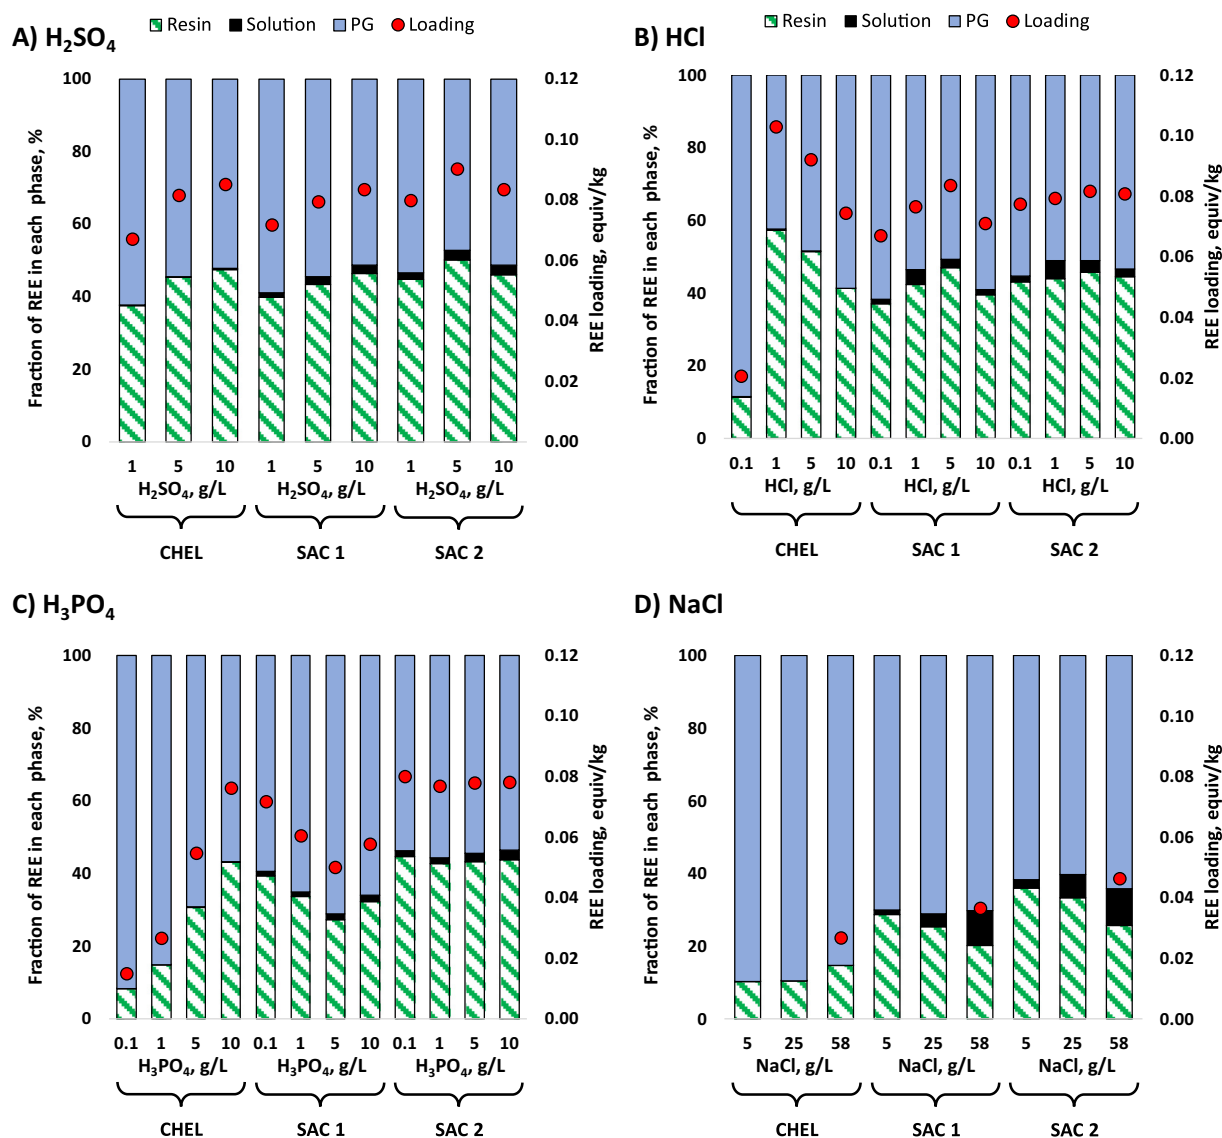 Resin Solution PG Loading
A) H₂SO₄
Fraction of REE in each phase, %
100
80
60
40
20
0
0.12
0.10
0.08
0.06
0.04
0.02
0.00
REE loading, equiv/kg
1 5 10 1 5 10 1 5 10
H₂SO₄, g/L H₂SO₄, g/L H₂SO₄, g/L
CHEL SAC 1 SAC 2
Resin Solution PG Loading
B) HCl
Fraction of REE in each phase, %
100
80
60
40
20
0
0.12
0.10
0.08
0.06
0.04
0.02
0.00
REE loading, equiv/kg
0.1 1 5 10 0.1 1 5 10 0.1 1 5 10
HCl, g/L HCl, g/L HCl, g/L
CHEL SAC 1 SAC 2
C) H₃PO₄
Fraction of REE in each phase, %
100
80
60
40
20
0
0.12
0.10
0.08
0.06
0.04
0.02
0.00
REE loading, equiv/kg
0.1 1 5 10 0.1 1 5 10 0.1 1 5 10
H₃PO₄, g/L H₃PO₄, g/L H₃PO₄, g/L
CHEL SAC 1 SAC 2
D) NaCl
Fraction of REE in each phase, %
100
80
60
40
20
0
0.12
0.10
0.08
0.06
0.04
0.02
0.00
REE loading, equiv/kg
5 25 58 5 25 58 5 25 58
NaCl, g/L NaCl, g/L NaCl, g/L
CHEL SAC 1 SAC 2